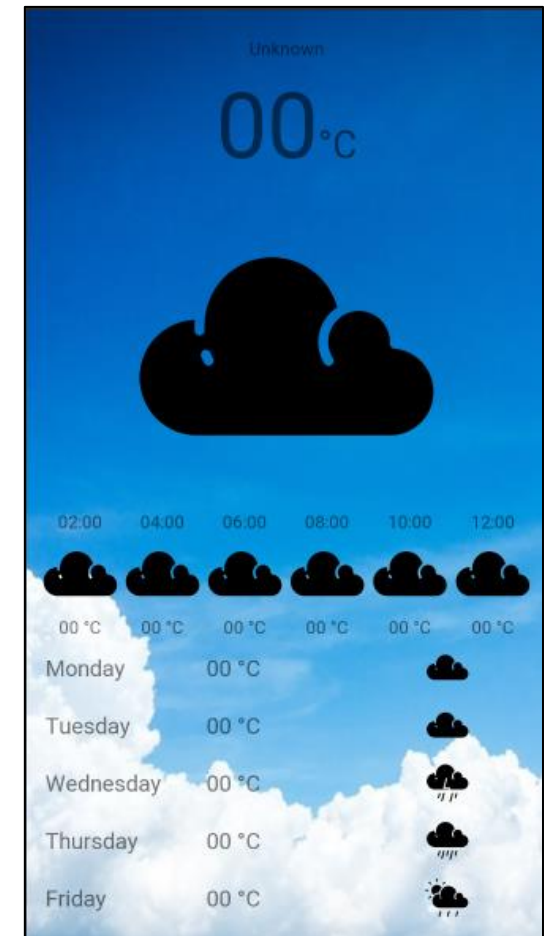 Unknown
00°C
02:00 04:00 06:00 08:00 10:00 12:00
00 °C 00 °C 00 °C 00 °C 00 °C 00 °C
Monday 00 °C
Tuesday 00 °C
Wednesday 00 °C
Thursday 00 °C
Friday 00 °C